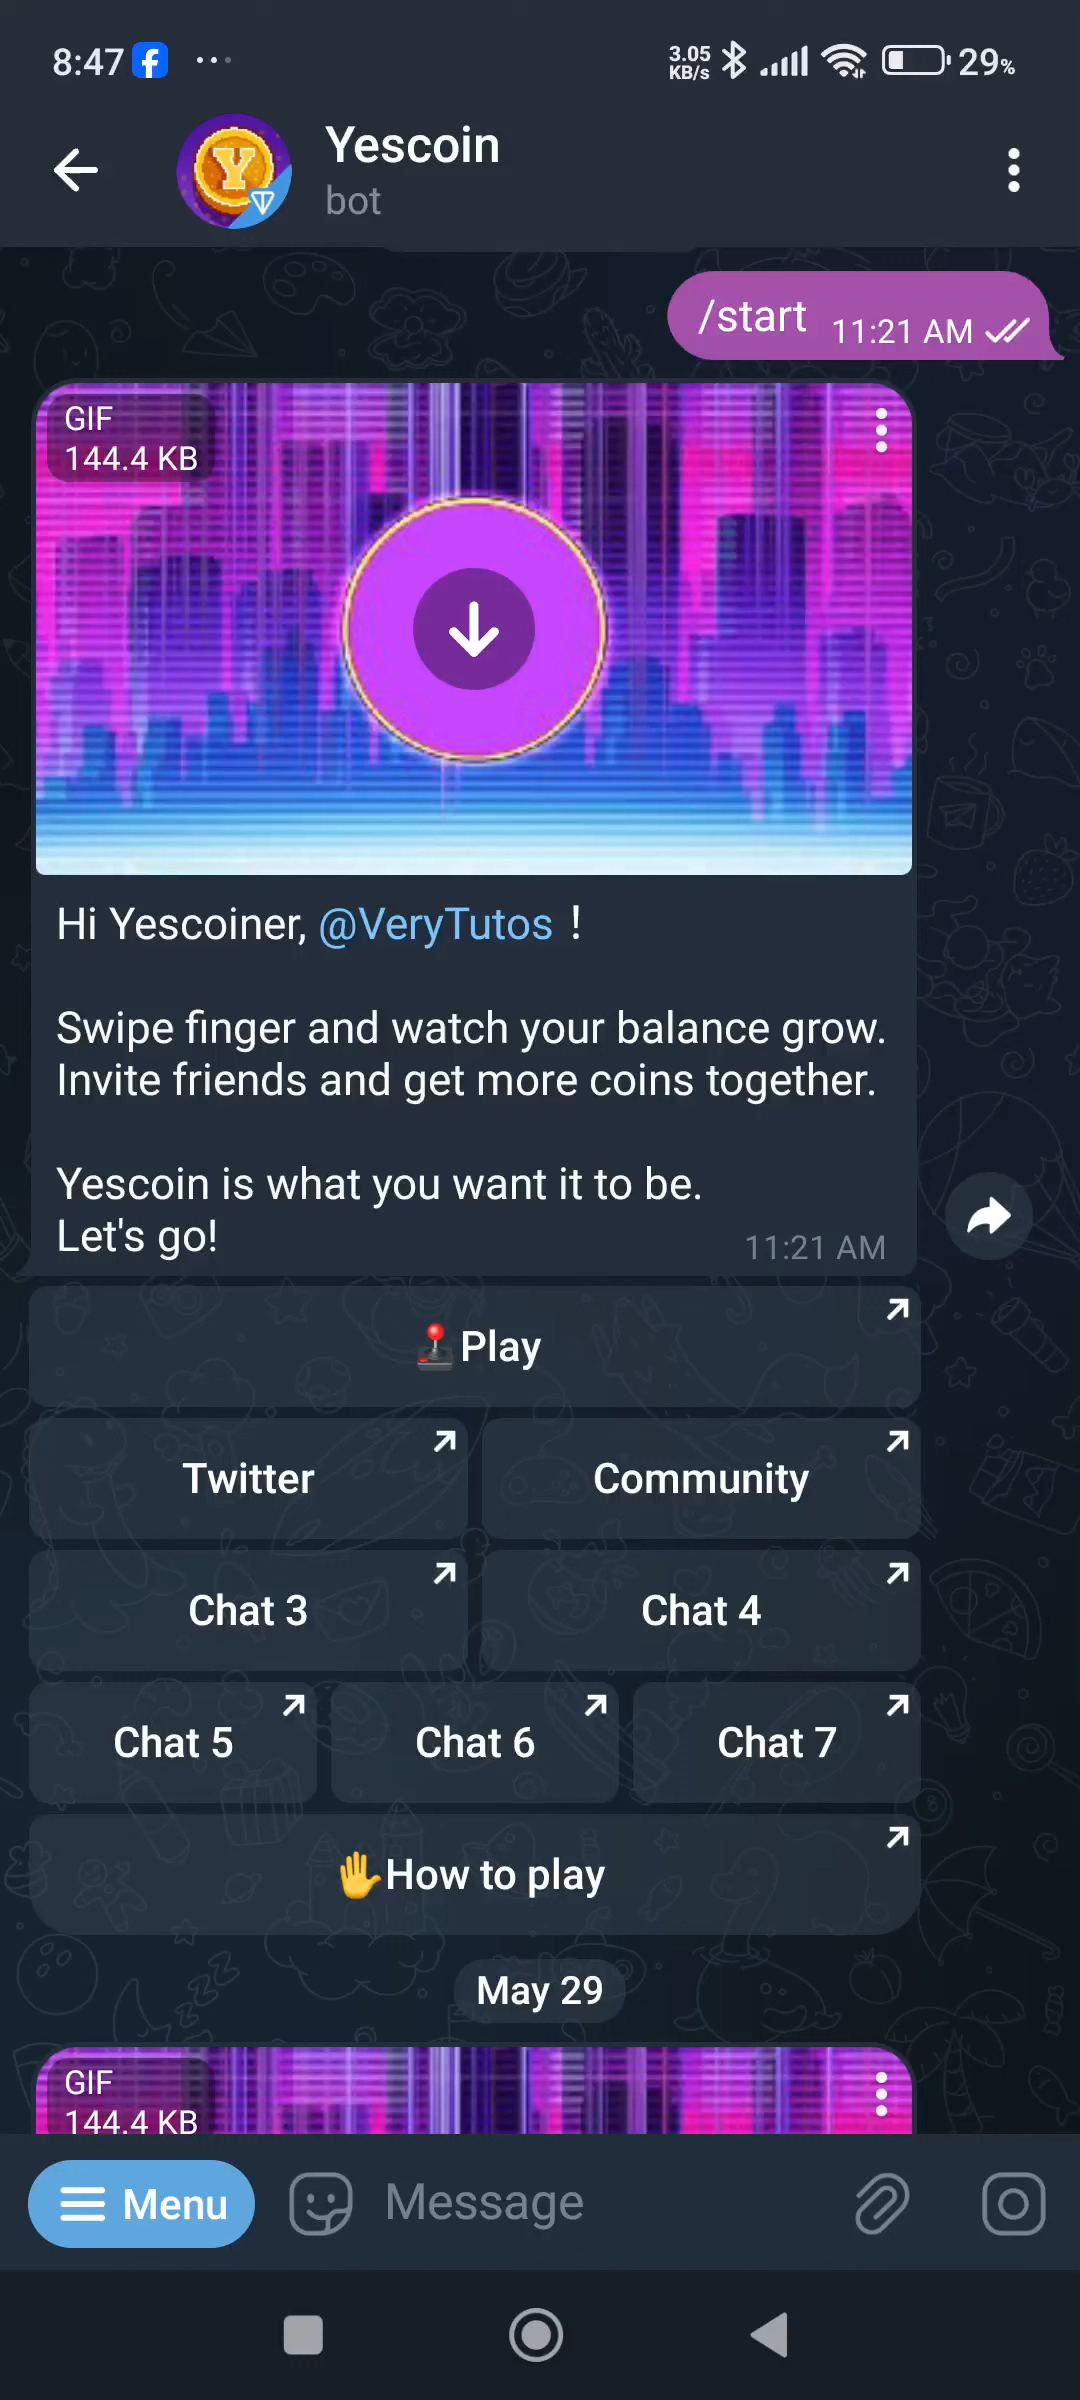 8:47
3.05
KB/s
29%
Yescoin
bot
/start 11:21 AM
GIF
144.4 KB
Hi Yescoiner, @VeryTutos !
Swipe finger and watch your balance grow.
Invite friends and get more coins together.
Yescoin is what you want it to be.
Let's go!
11:21 AM
🕹️Play
Twitter
Community
Chat 3
Chat 4
Chat 5
Chat 6
Chat 7
🤚How to play
May 29
GIF
144.4 KB
Menu
Message